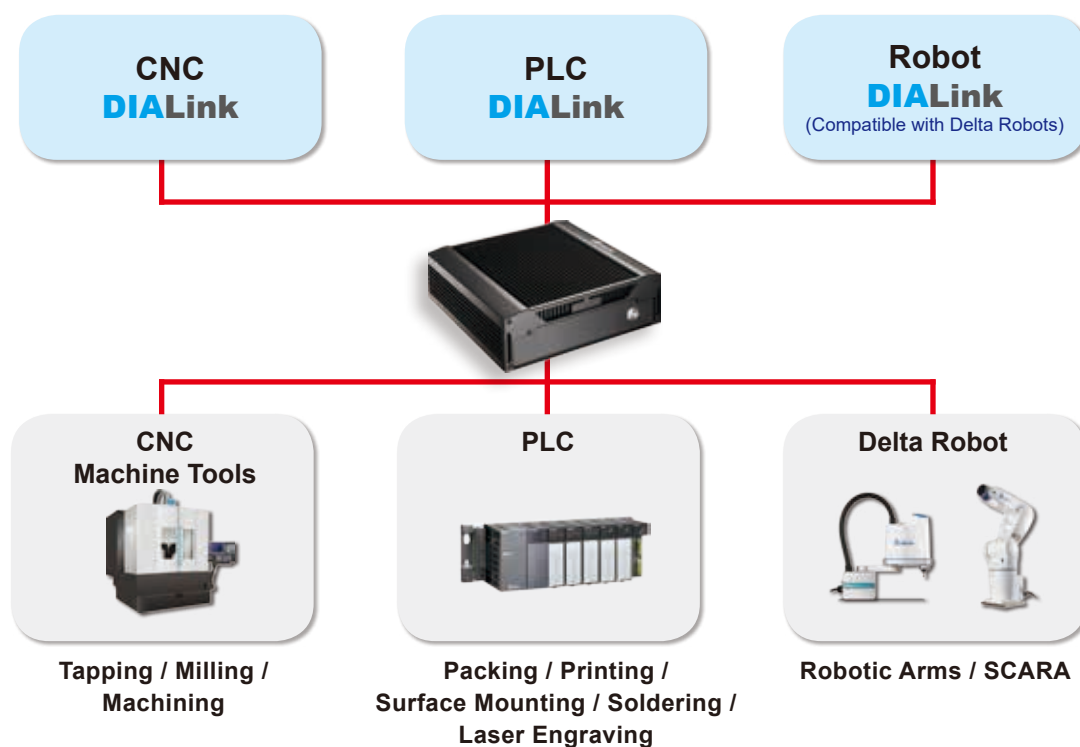 CNC
DIALink
PLC
DIALink
Robot
DIALink
(Compatible with Delta Robots)
CNC
Machine Tools
PLC
Delta Robot
Tapping / Milling /
Machining
Packing / Printing /
Surface Mounting / Soldering /
Laser Engraving
Robotic Arms / SCARA